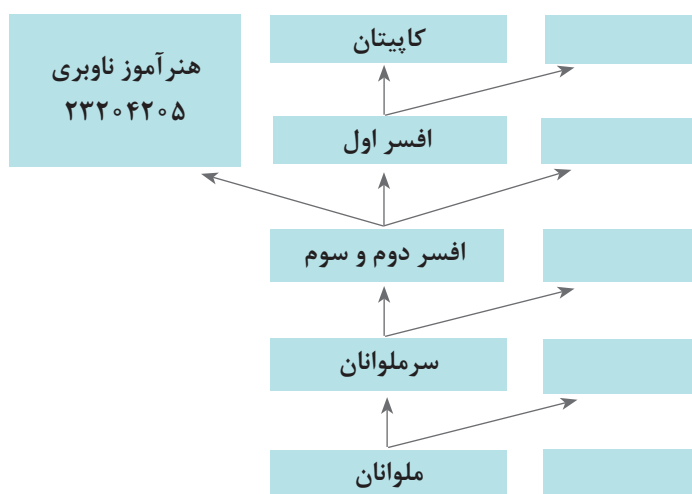 کاپیتان
هنرآموز ناوبری
۲۳۲۰۴۲۰۵
افسر اول
افسر دوم و سوم
سرملوانان
ملوانان